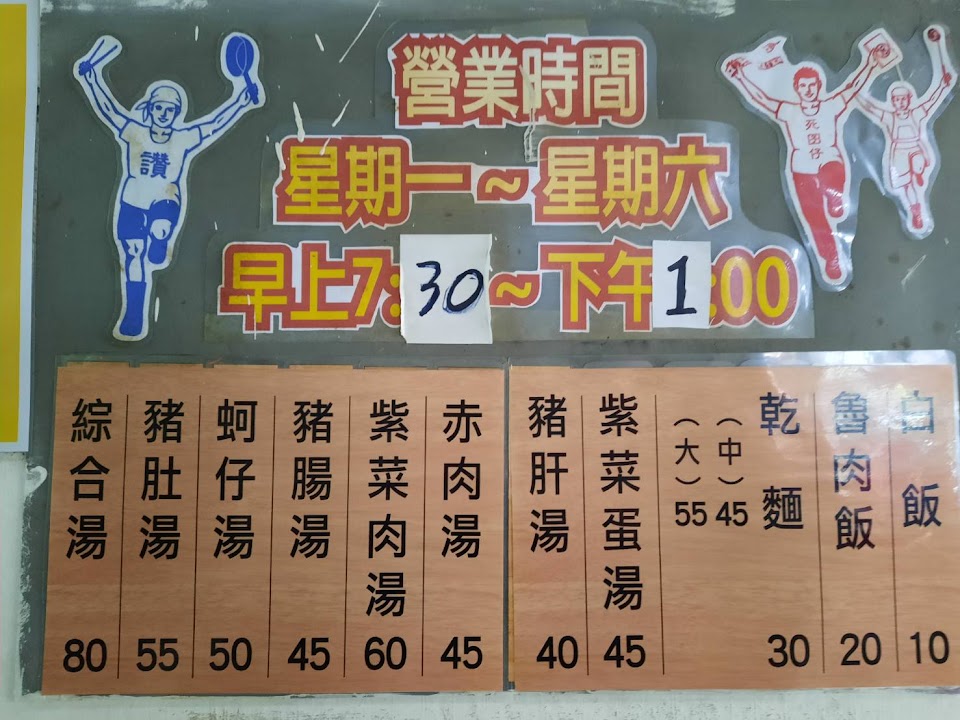 營業時間
星期一~星期六
早上7:30~下午1:00
讚
死囝仔
白飯 10
魯肉飯 20
乾麵 30
(中) 45
(大) 55
紫菜蛋湯 45
豬肝湯 40
赤肉湯 45
紫菜肉湯 60
豬腸湯 45
蚵仔湯 50
豬肚湯 55
綜合湯 80